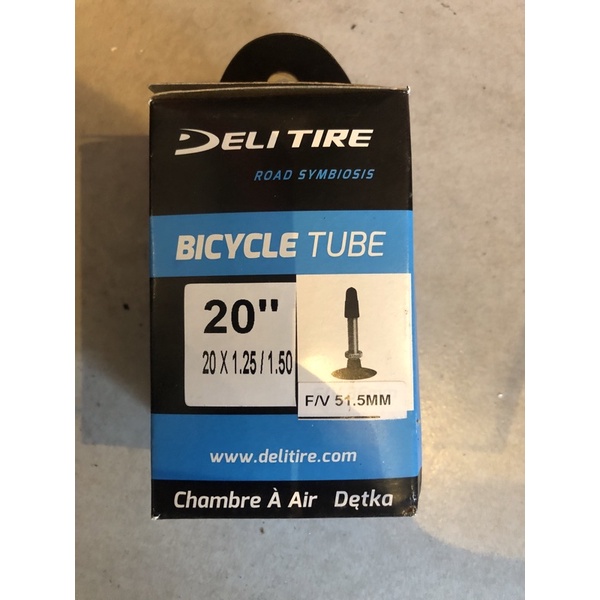 DELI TIRE
ROAD SYMBIOSIS
BICYCLE TUBE
20"
20 X 1.25 / 1.50
F/V 51.5MM
www.delitire.com
Chambre À Air Dętka